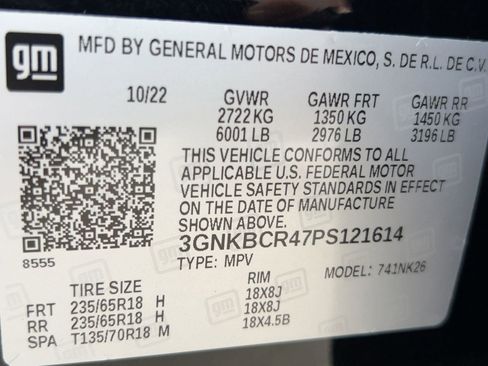 gm
MFD BY GENERAL MOTORS DE MEXICO, S. DE R.L. DE C.V.
10/22 GVWR GAWR FRT GAWR RR
2722 KG 1350 KG 1450 KG
6001 LB 2976 LB 3196 LB
THIS VEHICLE CONFORMS TO ALL
APPLICABLE U.S. FEDERAL MOTOR
VEHICLE SAFETY STANDARDS IN EFFECT
ON THE DATE OF MANUFACTURE
SHOWN ABOVE.
3GNKBCR47PS121614
8555
TYPE: MPV MODEL: 741NK26
TIRE SIZE RIM
FRT 235/65R18 H 18X8J
RR 235/65R18 H 18X8J
SPA T135/70R18 M 18X4.5B